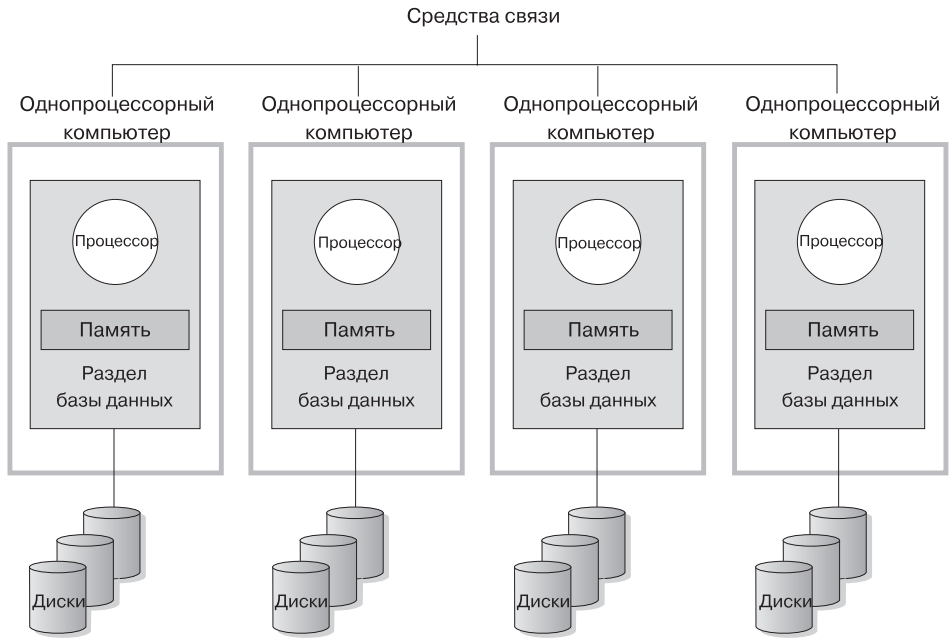 Средства связи
Однопроцессорный
компьютер
Однопроцессорный
компьютер
Однопроцессорный
компьютер
Однопроцессорный
компьютер
Процессор
Процессор
Процессор
Процессор
Память
Память
Память
Память
Раздел
базы данных
Раздел
базы данных
Раздел
базы данных
Раздел
базы данных
Диски
Диски
Диски
Диски